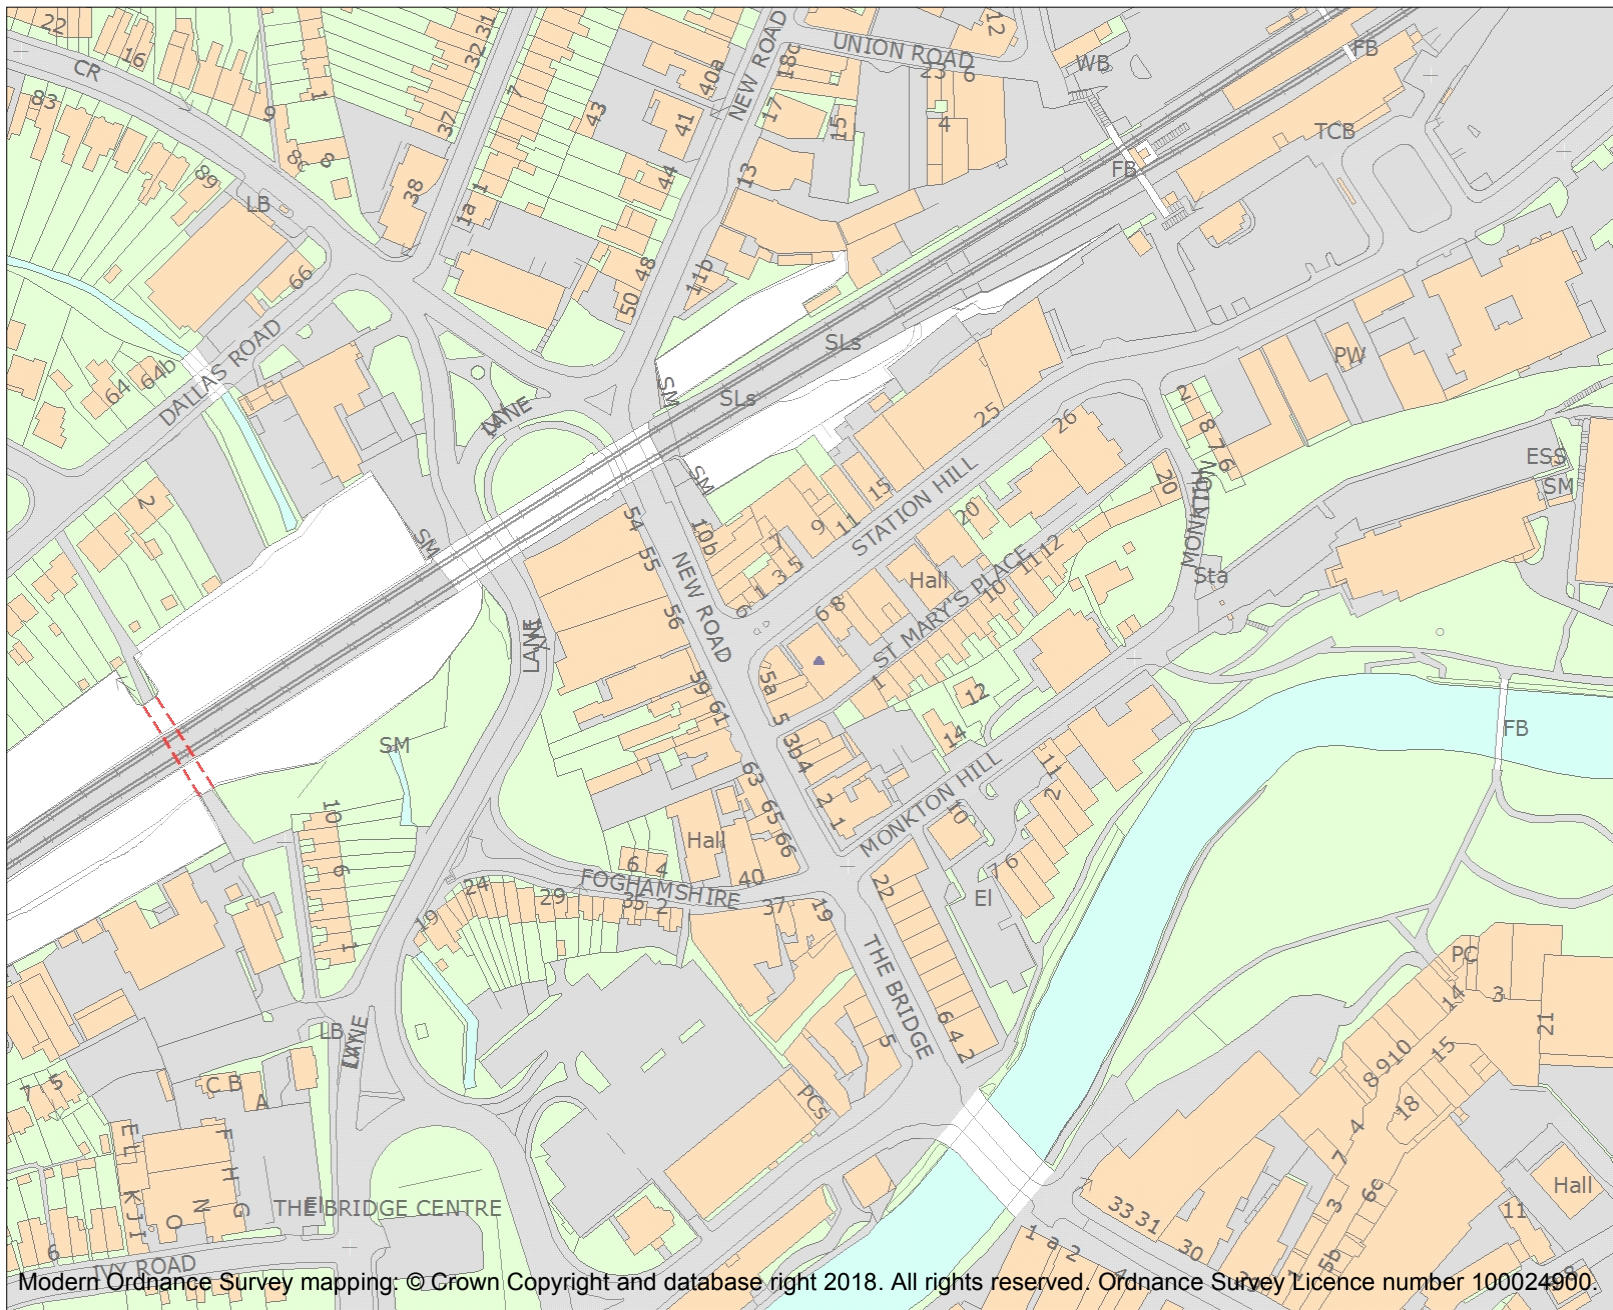 22
16
CR
83
9
1
8c
8
89
LB
66
37
32 31
38
1a 1
7
43
41
40a
NEW ROAD
18c
17
15
13
44
48
50
11b
UNION ROAD
12
23 6
4
WB
FB
FB
TCB
SLs
SLs
SM
SM
SM
64
64b
DALLAS ROAD
LANE
2
54
55
56
10b
NEW ROAD
7
9
11
15
25
26
STATION HILL
1 3 5
6
6 8
Hall
20
20
ST MARY'S PLACE
10
11 12
1
5a
5
3b 4
2 1
12
14
2
8 7 6
MONKTON
HILL
PW
ESS
SM
Sta
FB
LANE
59 61
63
65
66
SM
10
6
1
Hall
6
4
40
FOGHAMSHIRE
24
29
35
2
37
19
19
MONKTON HILL
10
11
2
7 6
El
22
THE BRIDGE
6 4 2
5
PCs
LB
LANE
7
5
C B
A
E L
K J I
F
H
G
N
O
El
THE BRIDGE CENTRE
6
IVY ROAD
PC
14
3
21
8 9 10
15
18
4
7
3
6c
5b
Hall
11
33 31
30
1 a 2
Modern Ordnance Survey mapping: © Crown Copyright and database right 2018. All rights reserved. Ordnance Survey Licence number 100024900.